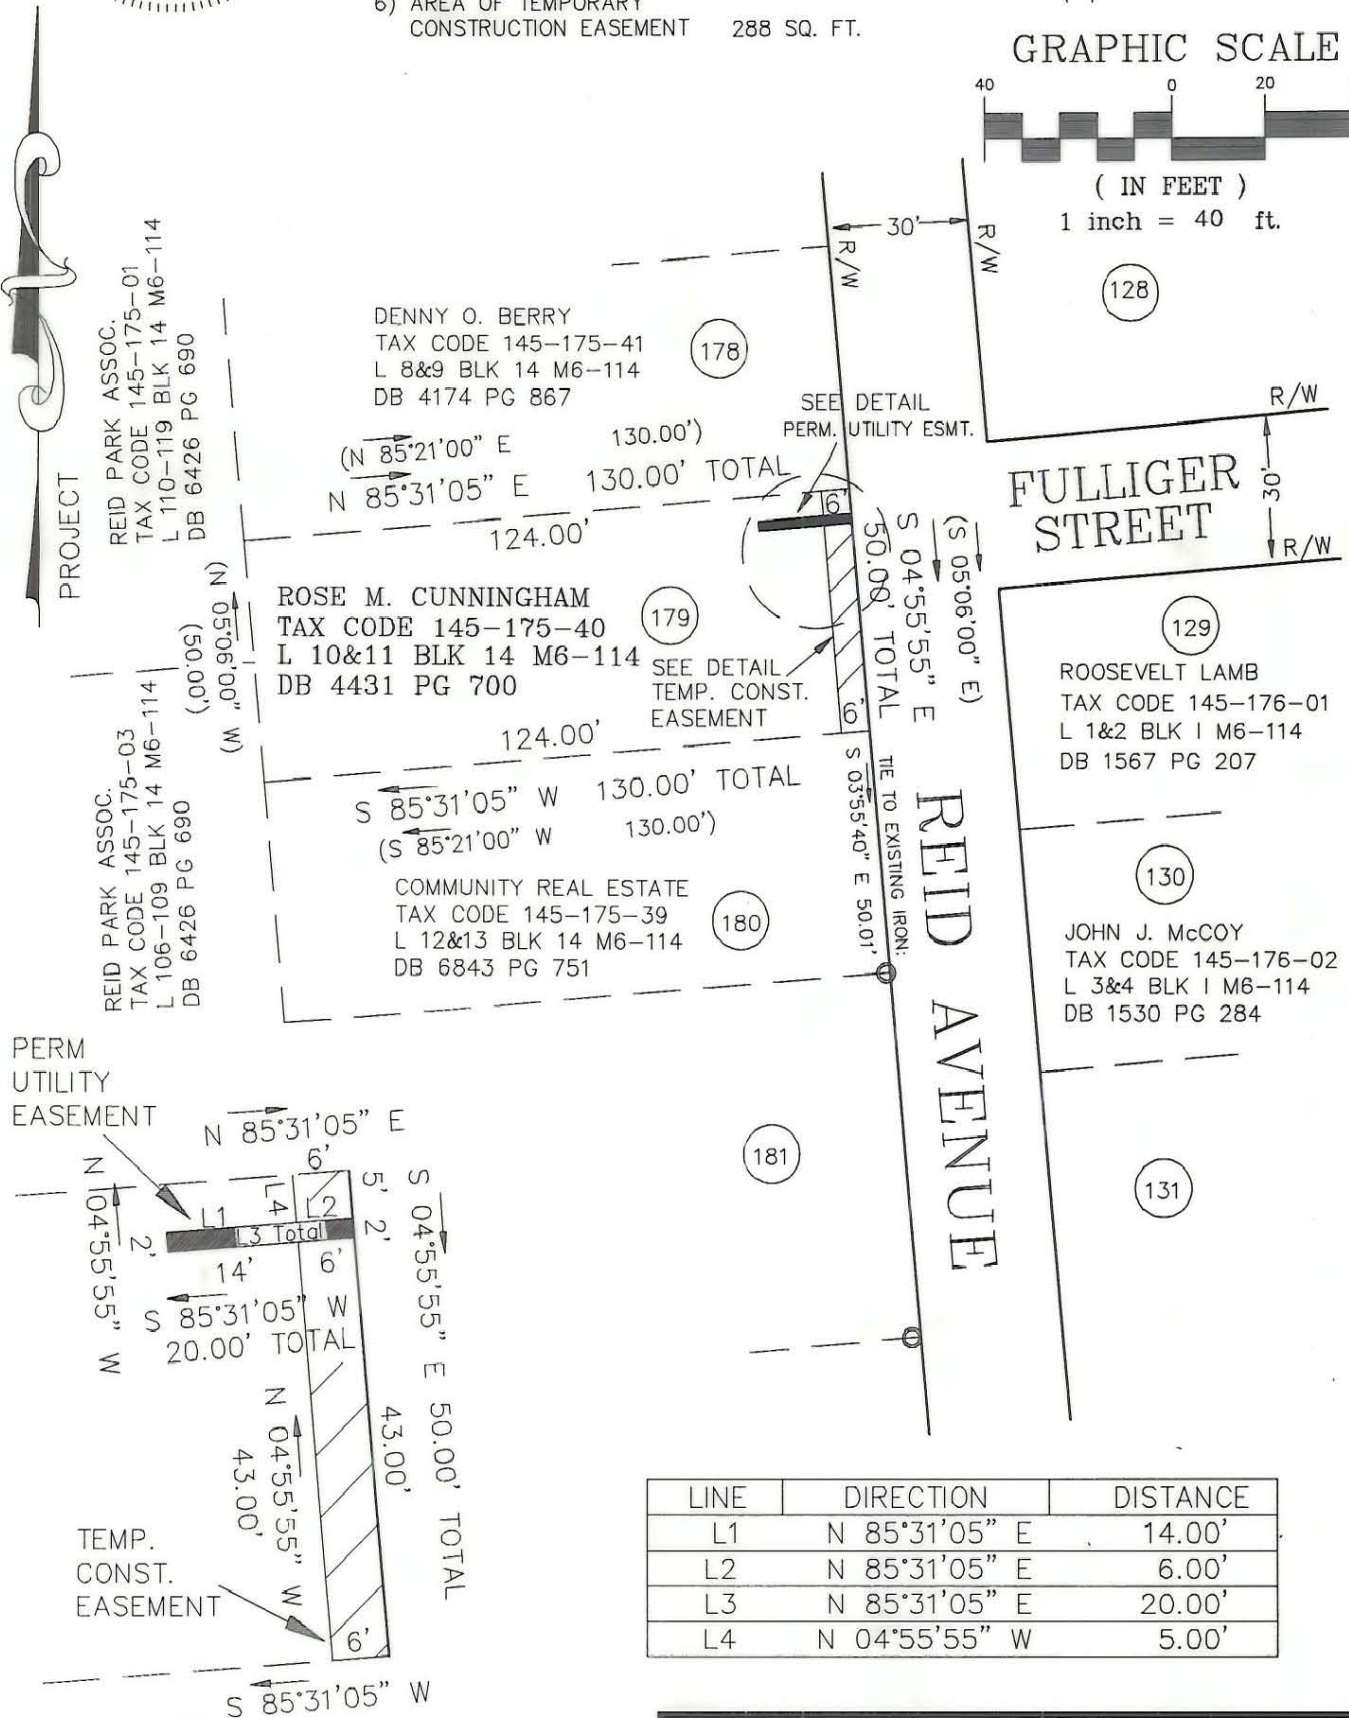 6) AREA OF TEMPORARY
CONSTRUCTION EASEMENT 288 SQ. FT.
GRAPHIC SCALE
40 0 20
( IN FEET )
1 inch = 40 ft.
PROJECT
REID PARK ASSOC.
TAX CODE 145-175-01
L 110-119 BLK 14 M6-114
DB 6426 PG 690
DENNY O. BERRY
TAX CODE 145-175-41
L 8&9 BLK 14 M6-114
DB 4174 PG 867
178
30'
R/W
R/W
128
R/W
SEE DETAIL
PERM. UTILITY ESMT.
(N 85°21'00" E 130.00')
N 85°31'05" E 130.00' TOTAL
124.00'
6'
FULLIGER
STREET
30'
R/W
(N 05°06'00" W)
(50.00')
ROSE M. CUNNINGHAM
TAX CODE 145-175-40
L 10&11 BLK 14 M6-114
DB 4431 PG 700
179
SEE DETAIL
TEMP. CONST.
EASEMENT
6'
(S 05°06'00" E)
S 04°55'55" E
50.00' TOTAL
129
ROOSEVELT LAMB
TAX CODE 145-176-01
L 1&2 BLK I M6-114
DB 1567 PG 207
REID PARK ASSOC.
TAX CODE 145-175-03
L 106-109 BLK 14 M6-114
DB 6426 PG 690
124.00'
S 85°31'05" W 130.00' TOTAL
(S 85°21'00" W 130.00')
TIE TO EXISTING IRON:
S 03°55'40" E 50.01'
REID AVENUE
COMMUNITY REAL ESTATE
TAX CODE 145-175-39
L 12&13 BLK 14 M6-114
DB 6843 PG 751
180
130
JOHN J. McCOY
TAX CODE 145-176-02
L 3&4 BLK I M6-114
DB 1530 PG 284
181
131
PERM
UTILITY
EASEMENT
N 85°31'05" E
6'
N 04°55'55" W
2'
L1
L4
L2
L3 Total
5'
2'
14'
6'
S 85°31'05" W
20.00' TOTAL
S 04°55'55" E 50.00' TOTAL
43.00'
N 04°55'55" W
43.00'
TEMP.
CONST.
EASEMENT
6'
S 85°31'05" W
LINE DIRECTION DISTANCE
L1 N 85°31'05" E 14.00'
L2 N 85°31'05" E 6.00'
L3 N 85°31'05" E 20.00'
L4 N 04°55'55" W 5.00'